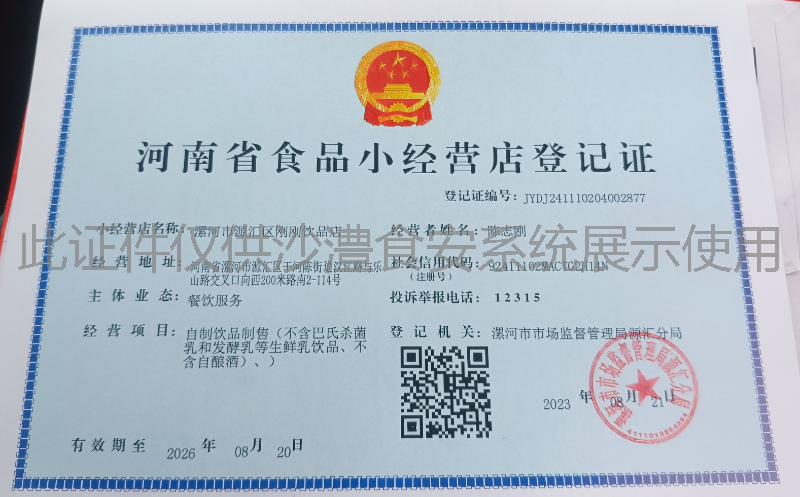 河南省食品小经营店登记证
登记证编号：JYDJ241110204002877
小经营店名称：漯河市源汇区刚刚饮品店
经营者姓名：陈志刚
此证件仅供沙澧食安系统展示使用
经营地址：河南省漯河市源汇区干河陈街道汉江路与乐
山路交叉口向西200米路南2-114号
社会信用代码：
（注册号）
主体业态：餐饮服务
投诉举报电话：12315
经营项目：自制饮品制售（不含巴氏杀菌
乳和发酵乳等生鲜乳饮品、不
含自酿酒）、）
登记机关：漯河市市场监督管理局源汇分局
2023 年 08 月 21 日
有效期至 2026 年 08 月 20 日